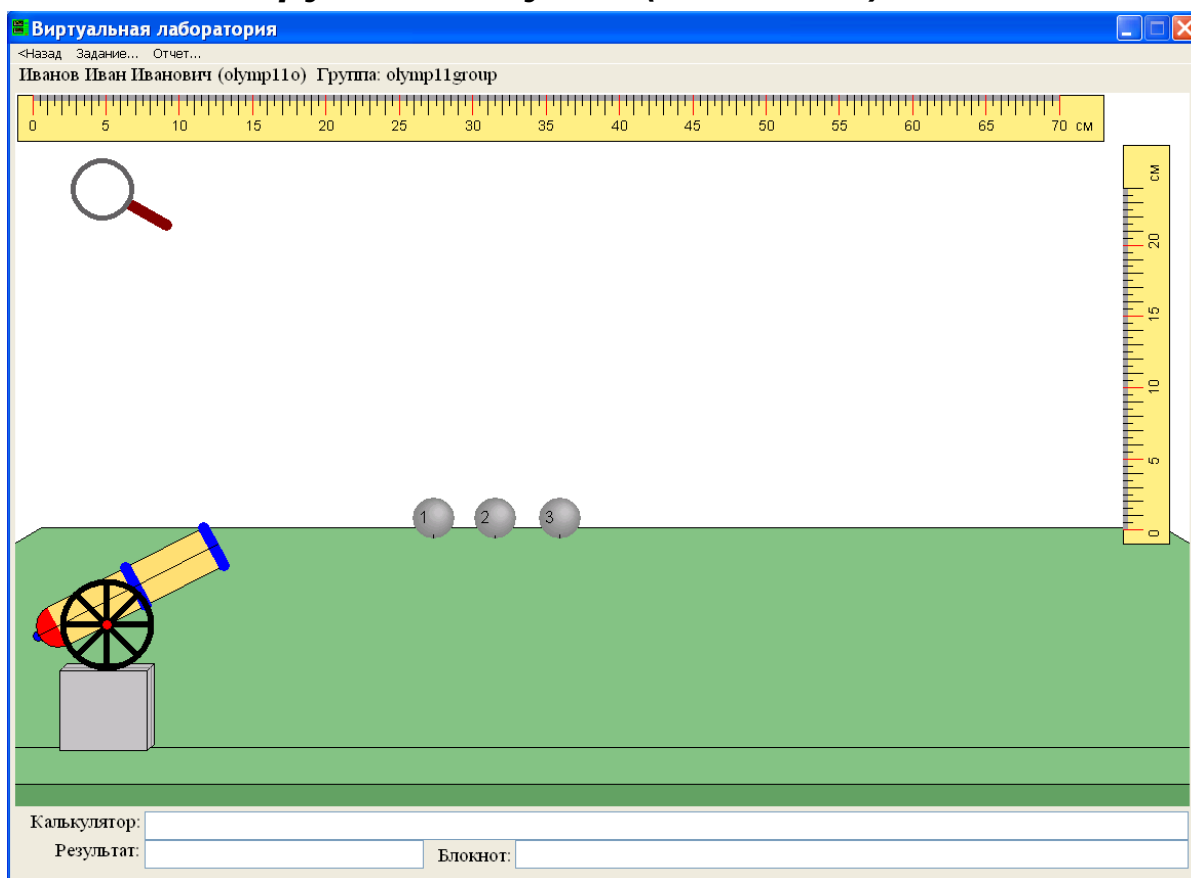 Виртуальная лаборатория
<Назад Задание... Отчет...
Иванов Иван Иванович (olymp11o) Группа: olymp11group
0 5 10 15 20 25 30 35 40 45 50 55 60 65 70 см
см
20
15
10
5
0
1 2 3
Калькулятор:
Результат: Блокнот: